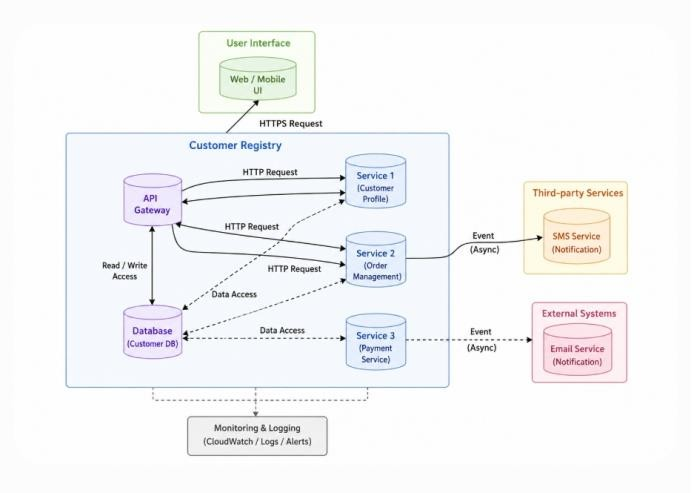 User Interface
Web / Mobile
UI
HTTPS Request
Customer Registry
HTTP Request
Service 1
(Customer
Profile)
API
Gateway
Third-party Services
SMS Service
(Notification)
HTTP Request
Service 2
(Order
Management)
Event
(Async)
Read / Write
Access
HTTP Request
Data Access
External Systems
Database
(Customer DB)
Data Access
Service 3
(Payment
Service)
Event
(Async)
Email Service
(Notification)
Monitoring & Logging
(CloudWatch / Logs / Alerts)